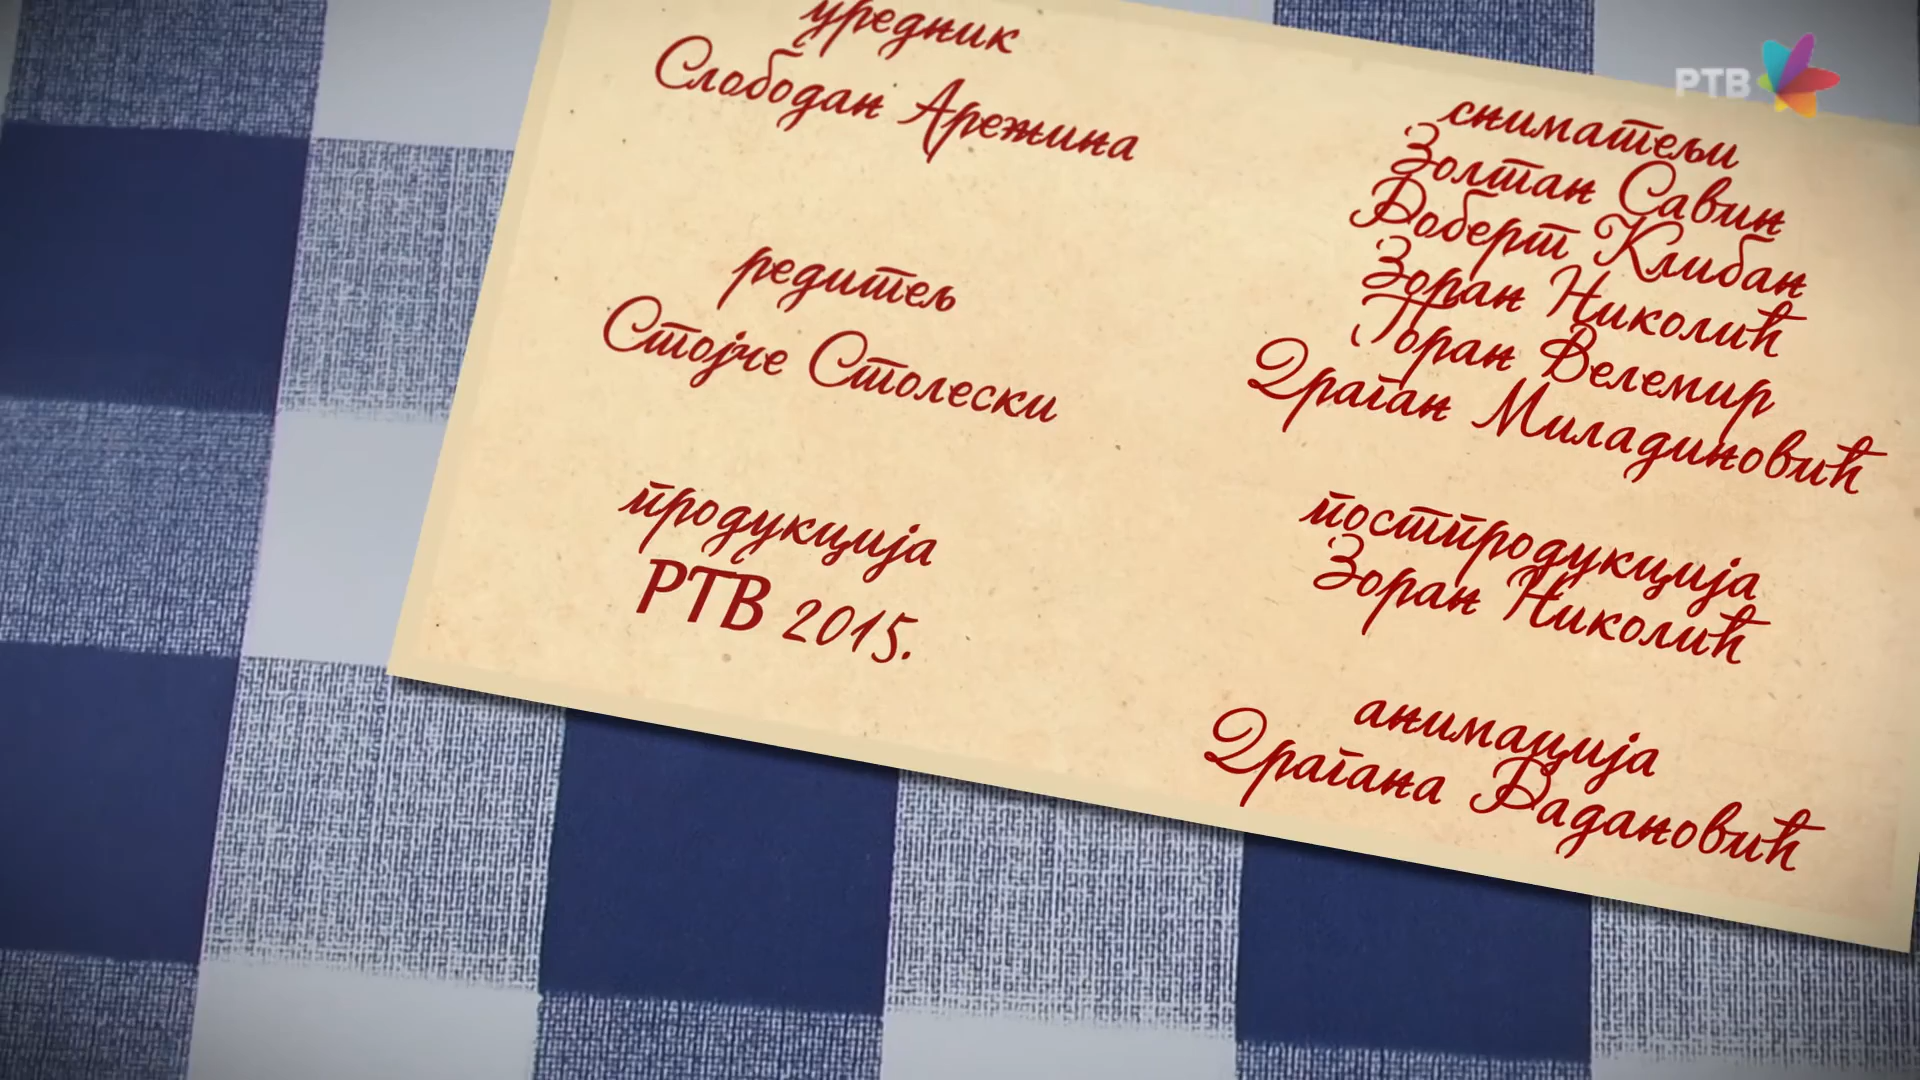 уредник
Слободан Арежина
редитељ
Стојче Столески
продукција
РТВ 2015.
РТВ
сниматељи
Золтан Савин
Роберт Клибан
Зоран Николић
Горан Велемир
Драган Миладиновић
постпродукција
Зоран Николић
анимација
Драгана Радановић